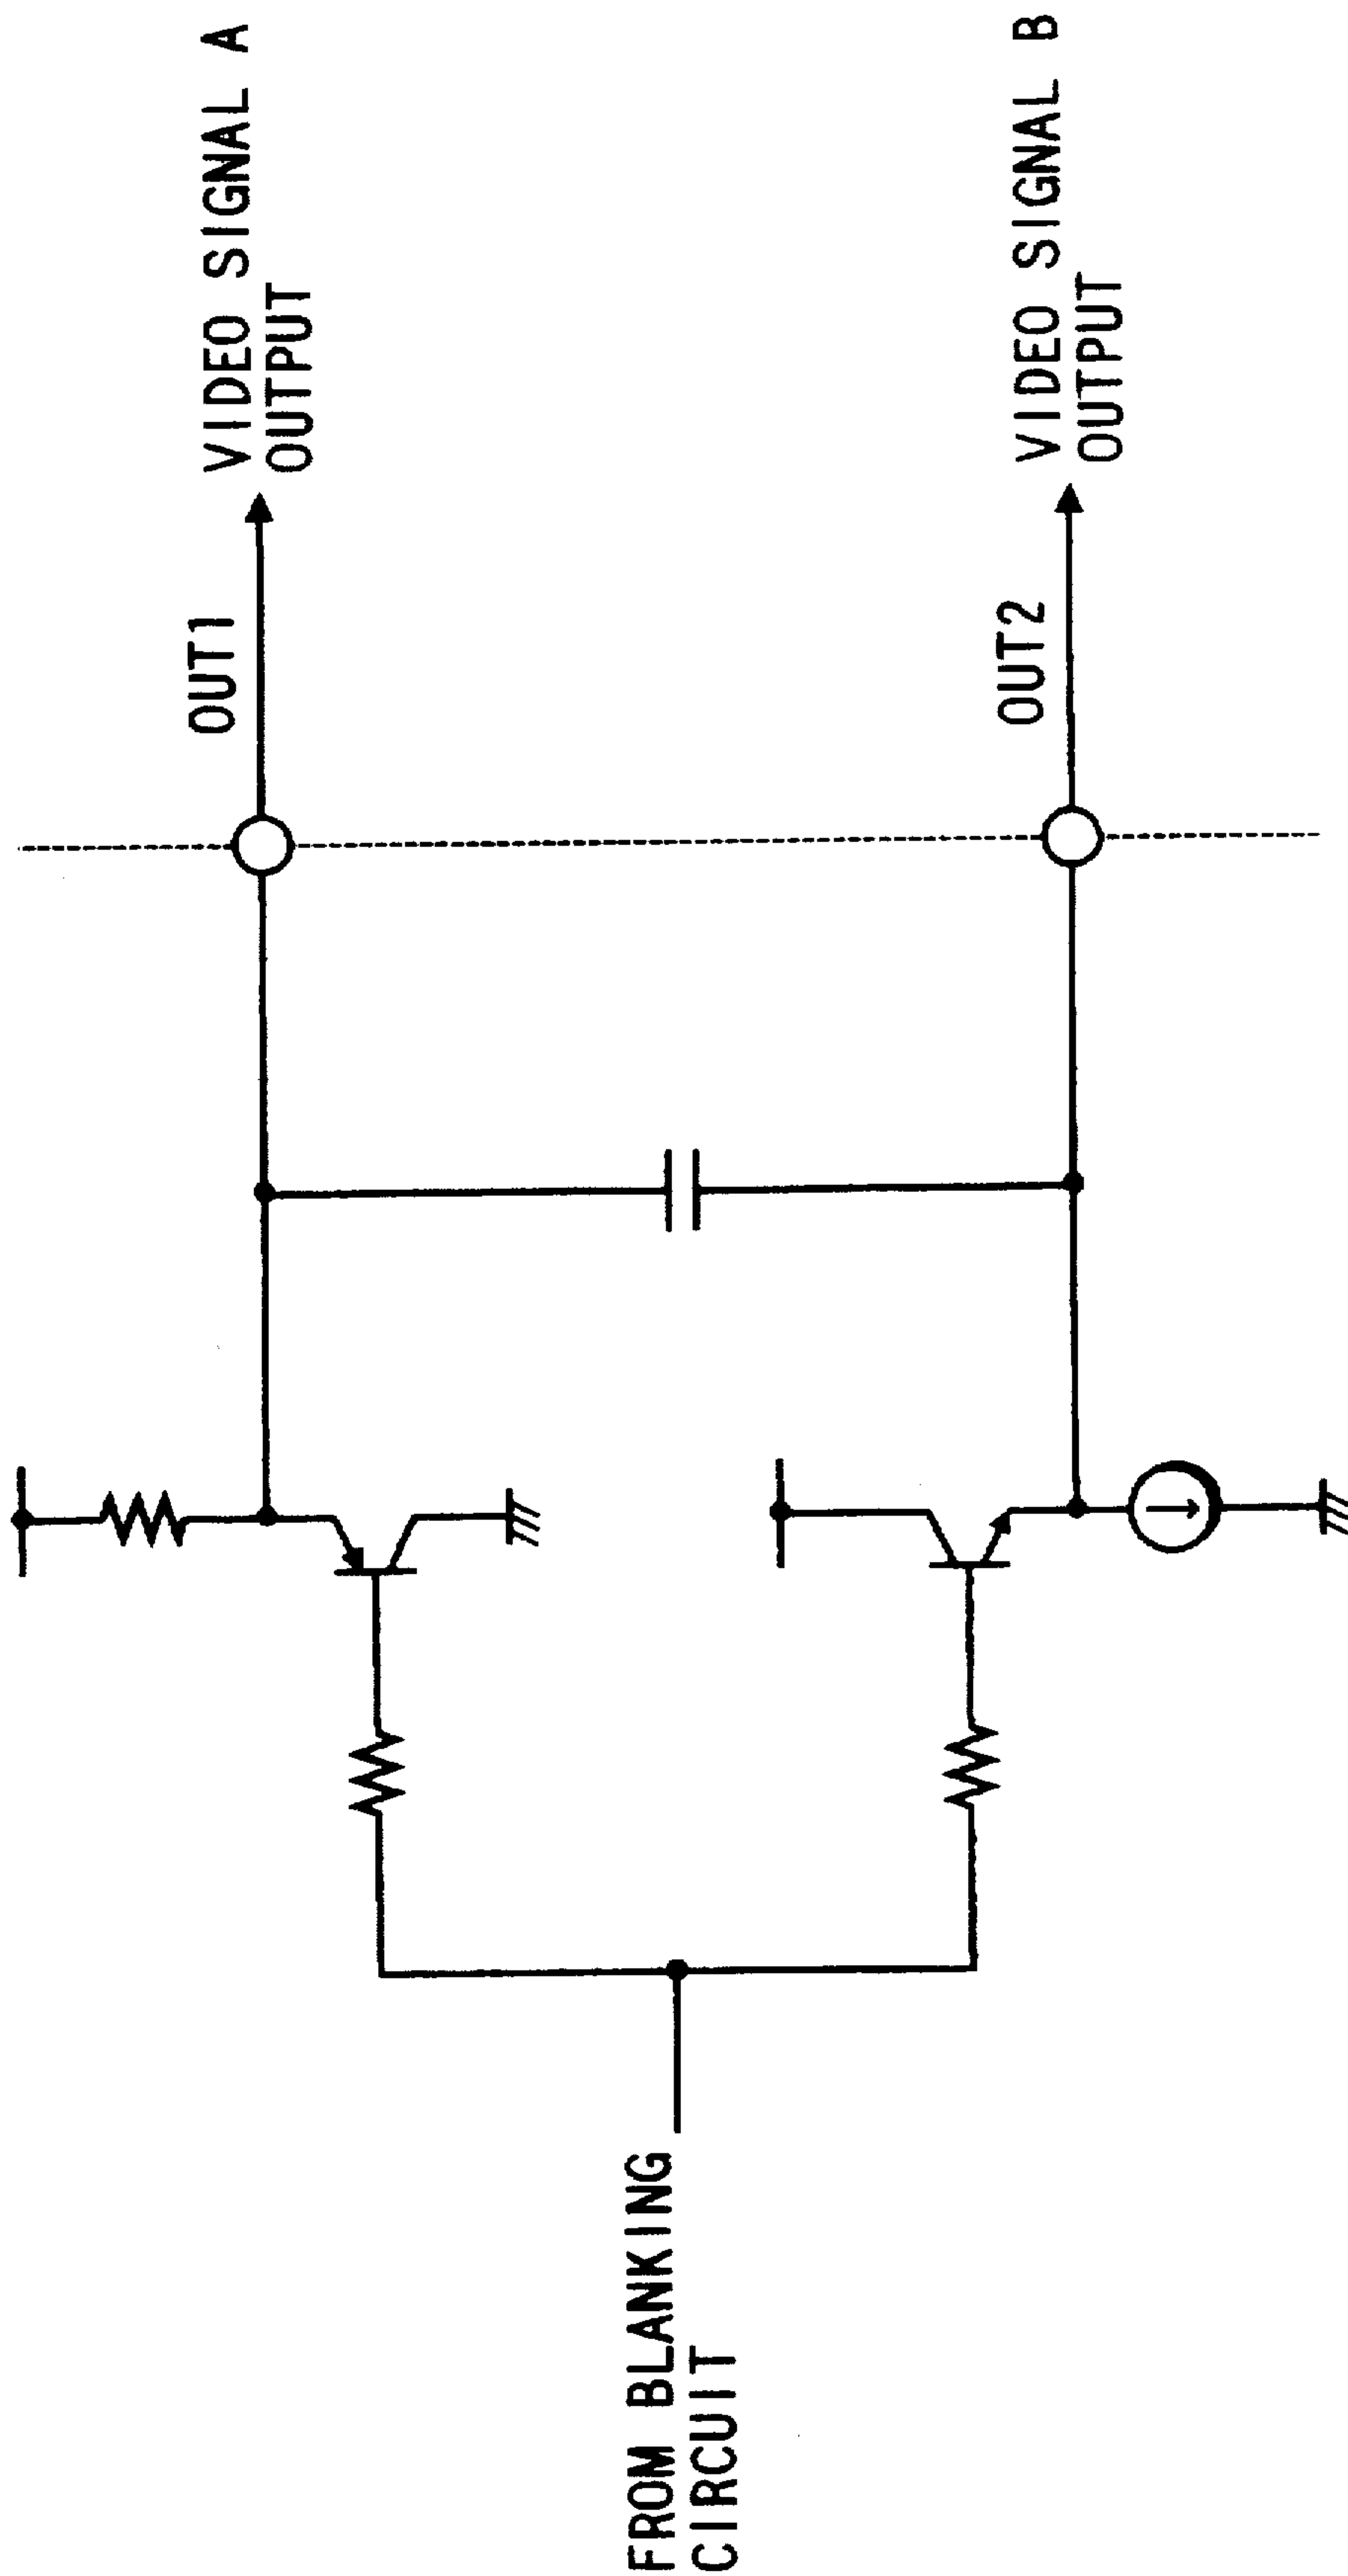 FROM BLANKING
CIRCUIT
OUT1
VIDEO SIGNAL A
OUTPUT
OUT2
VIDEO SIGNAL B
OUTPUT